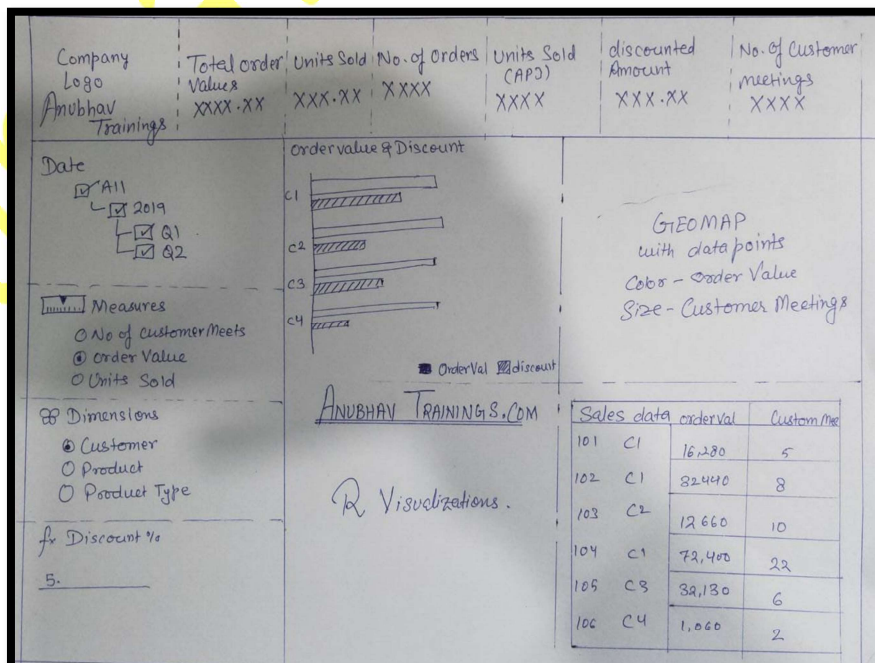 Company
Logo
Anubhav
Trainings
Total order
Values
XXXX.XX
Units Sold
XXX.XX
No. of Orders
XXXX
Units Sold
(APJ)
XXXX
discounted
Amount
XXX.XX
No. of Customer
meetings
XXXX
Date
All
2019
Q1
Q2
Measures
No of customer Meets
Order Value
Units Sold
Dimensions
Customer
Product
Product Type
fx Discount %
5.
Order value & Discount
C1
C2
C3
C4
OrderVal discount
ANUBHAV TRAININGS.COM
R Visualizations.
GEOMAP
with data points
Color - Order Value
Size - Customer Meetings
Sales data orderval Custom Mee
101 C1 16,280 5
102 C1 32440 8
103 C2 12660 10
104 C1 72,400 22
105 C3 32,130 6
106 C4 1,060 2